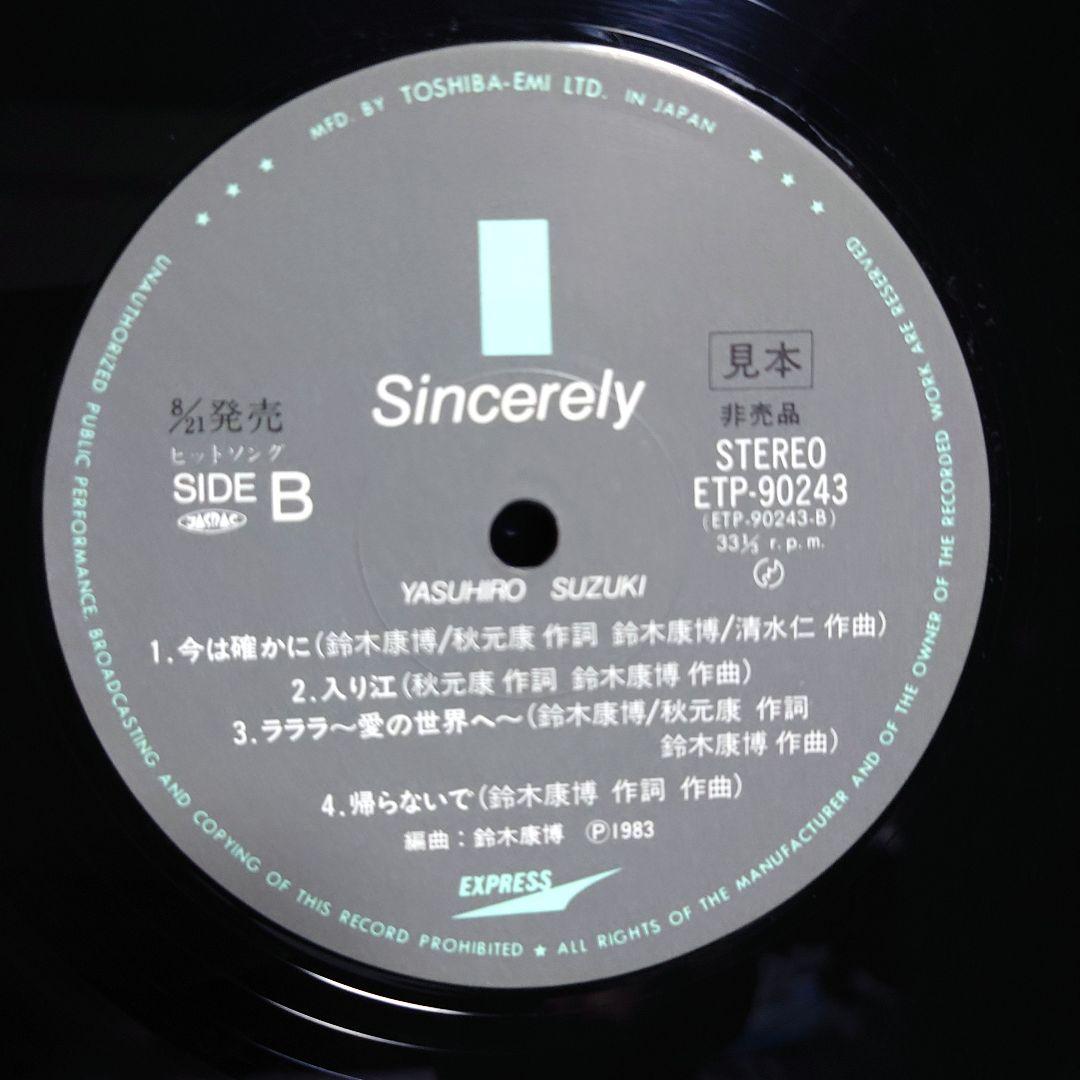 MFD. BY TOSHIBA-EMI LTD. IN JAPAN
見本
Sincerely
8/21発売
非売品
ヒットソング
STEREO
SIDE B
ETP-90243
JASRAC
(ETP-90243-B)
33⅓ r.p.m.
YASUHIRO SUZUKI
1.今は確かに(鈴木康博/秋元康 作詞 鈴木康博/清水仁 作曲)
2.入り江(秋元康 作詞 鈴木康博 作曲)
3.ラララ〜愛の世界へ〜(鈴木康博/秋元康 作詞
鈴木康博 作曲)
4.帰らないで(鈴木康博 作詞 作曲)
編曲：鈴木康博 Ⓟ1983
EXPRESS
UNAUTHORIZED PUBLIC PERFORMANCE, BROADCASTING AND COPYING OF THIS RECORD PROHIBITED ★ ALL RIGHTS OF THE MANUFACTURER AND OF THE OWNER OF THE RECORDED WORK ARE RESERVED